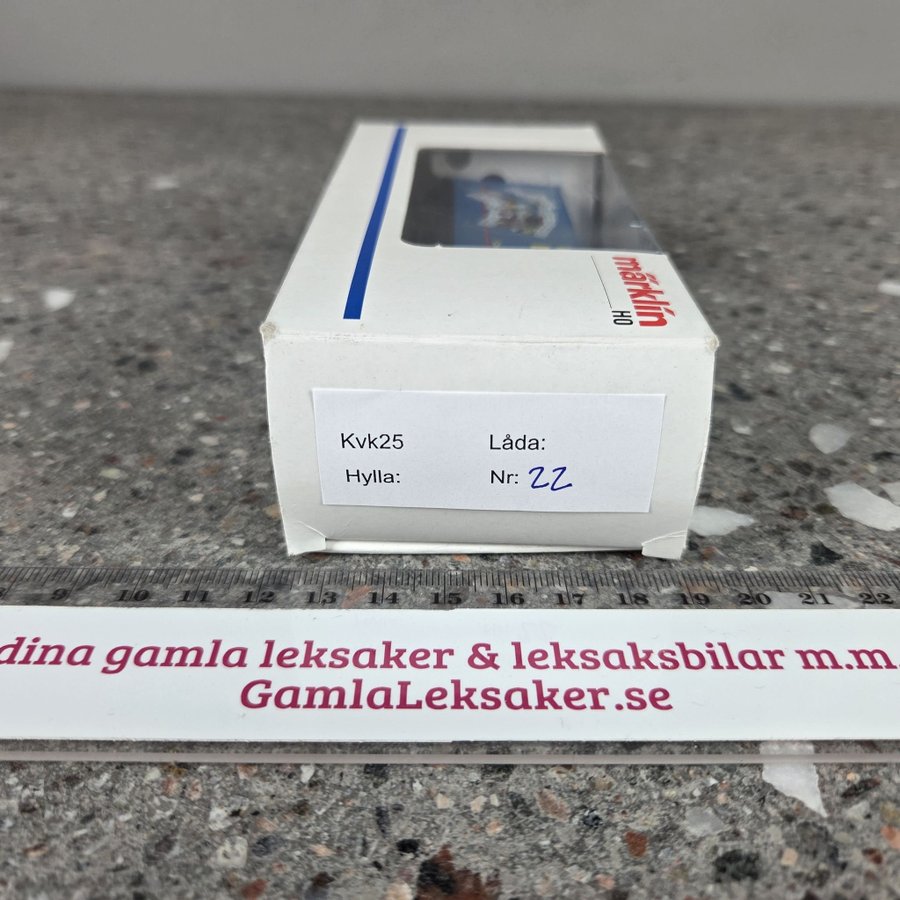 märklin
H0
Kvk25 Låda:
Hylla: Nr: 22
9 10 11 12 13 14 15 16 17 18 19 20 21 22
dina gamla leksaker & leksaksbilar m.m.
GamlaLeksaker.se